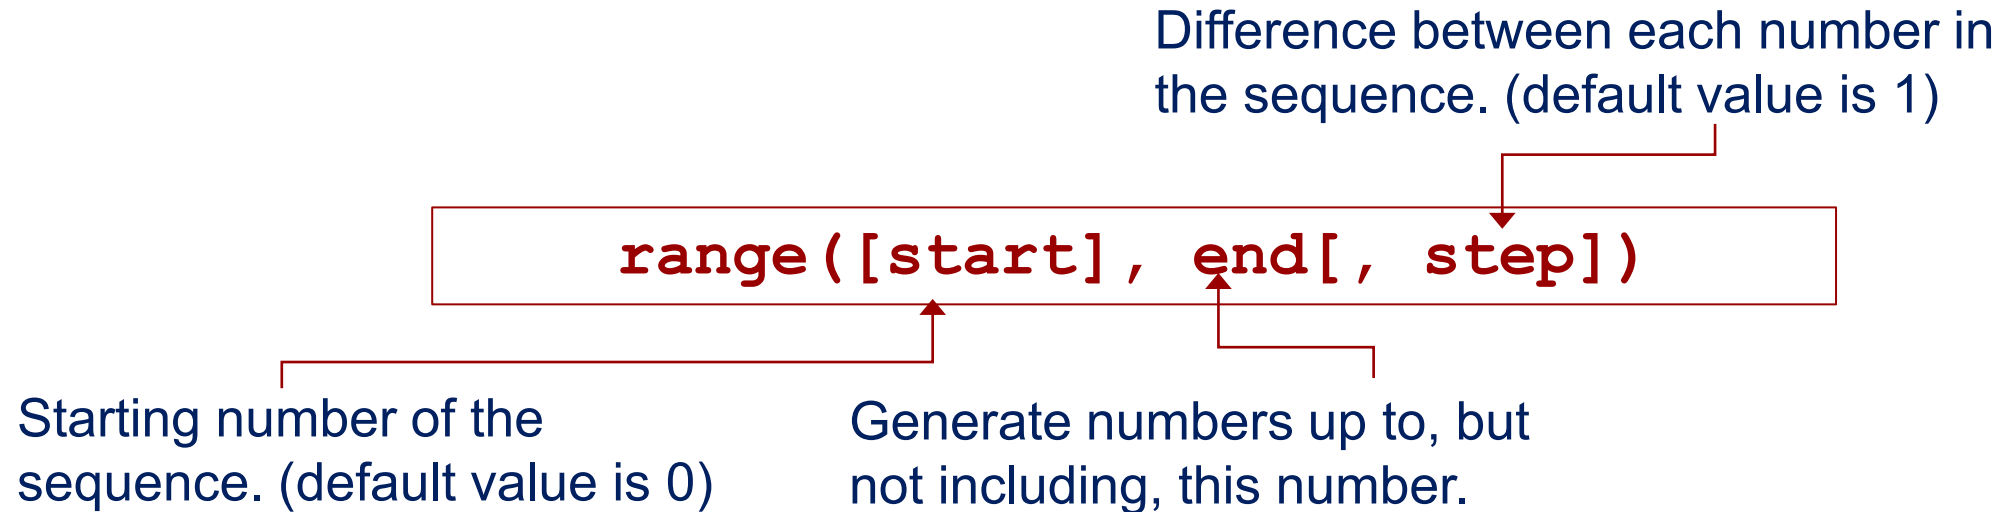 Difference between each number in
the sequence. (default value is 1)
range([start], end[, step])
Starting number of the
sequence. (default value is 0)
Generate numbers up to, but
not including, this number.